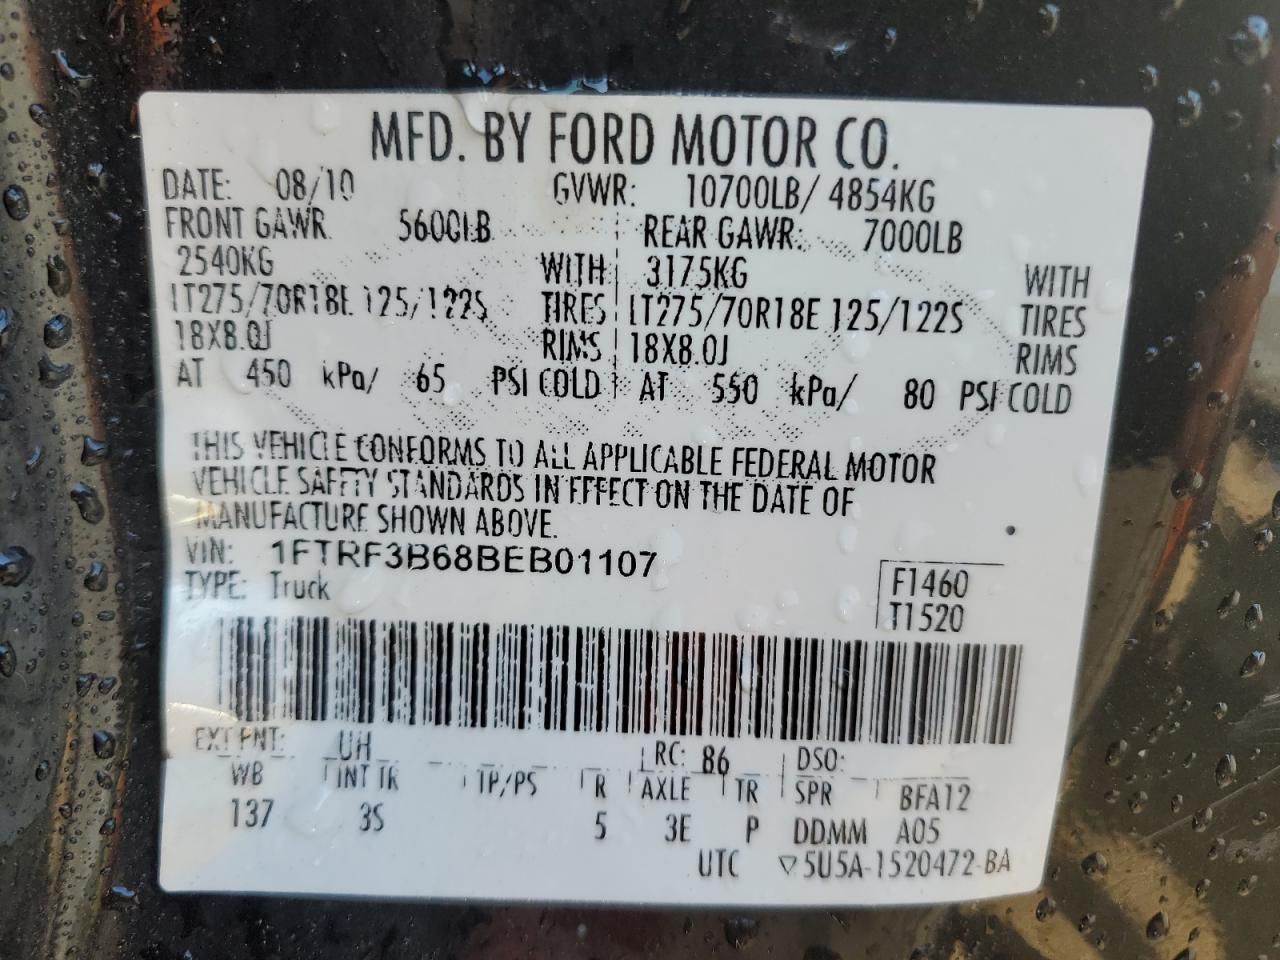 MFD. BY FORD MOTOR CO.
DATE: 08/10 GVWR: 10700LB/ 4854KG
FRONT GAWR: 5600LB REAR GAWR: 7000LB
2540KG WITH 3175KG WITH
LT275/70R18E 125/122S TIRES LT275/70R18E 125/122S TIRES
18X8.0J RIMS 18X8.0J RIMS
AT 450 kPa/ 65 PSI COLD AT 550 kPa/ 80 PSI COLD
THIS VEHICLE CONFORMS TO ALL APPLICABLE FEDERAL MOTOR
VEHICLE SAFETY STANDARDS IN EFFECT ON THE DATE OF
MANUFACTURE SHOWN ABOVE.
VIN: 1FTRF3B68BEB01107
TYPE: Truck
F1460
T1520
EXT PNT: UH RC: 86 DSO:
WB INT TR TP/PS R AXLE TR SPR BFA12
137 3S 5 3E P DDMM A05
UTC ▽5U5A-1520472-BA